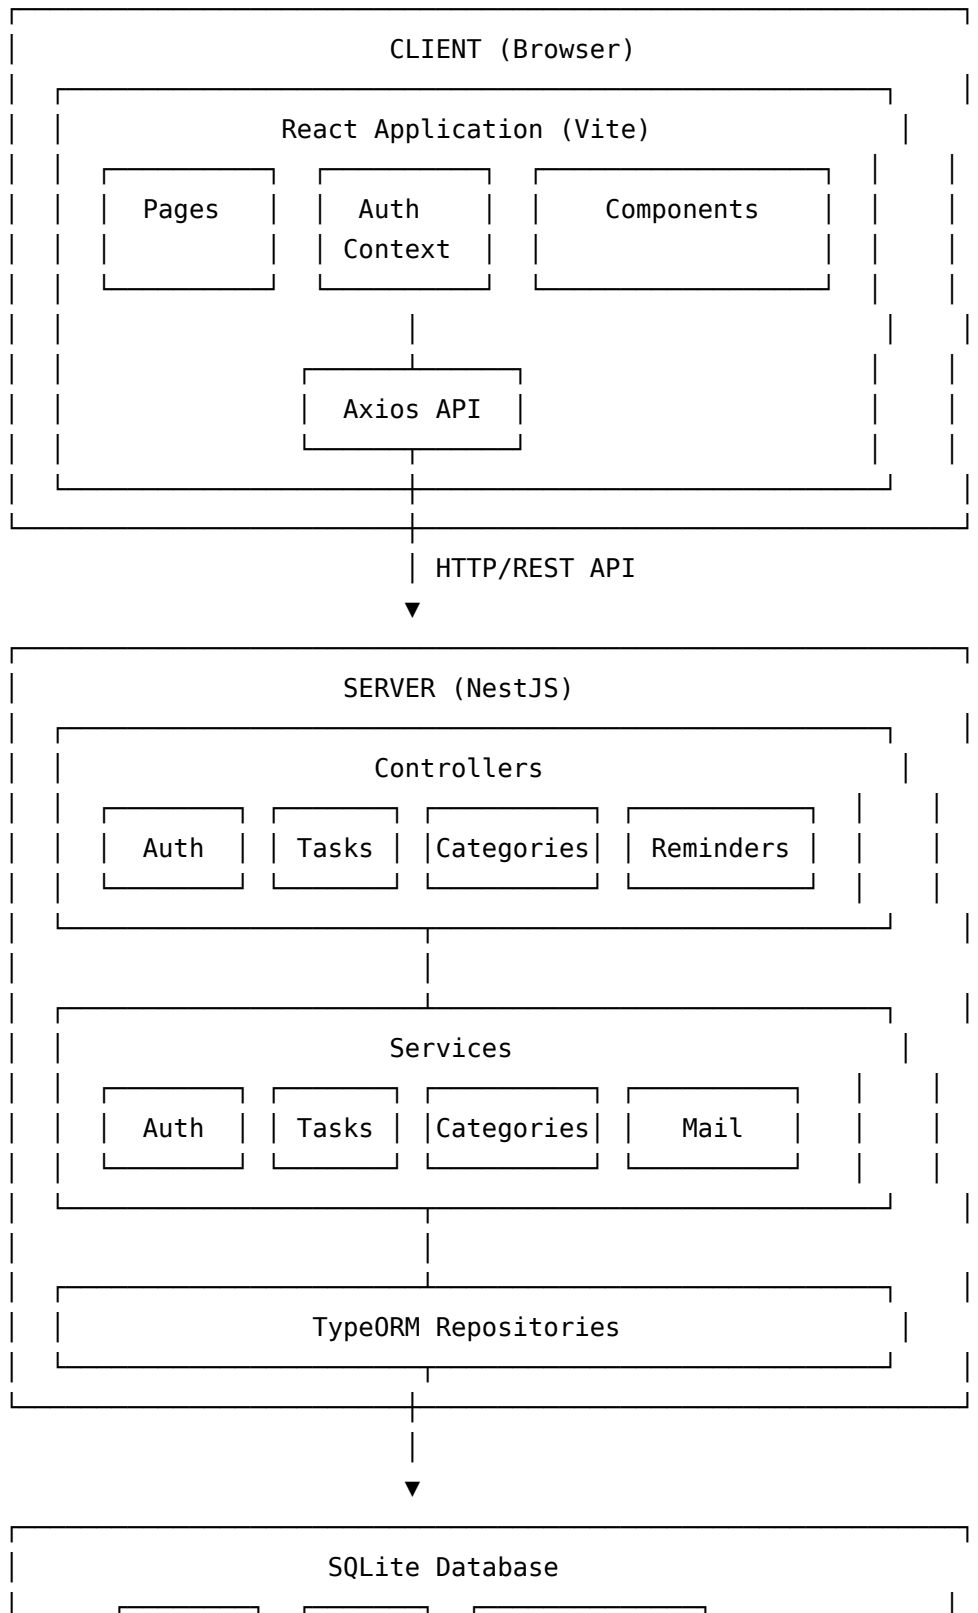 CLIENT (Browser)
React Application (Vite)
Pages Auth Components
Context
Axios API
HTTP/REST API
▼
SERVER (NestJS)
Controllers
Auth Tasks Categories Reminders
Services
Auth Tasks Categories Mail
TypeORM Repositories
▼
SQLite Database